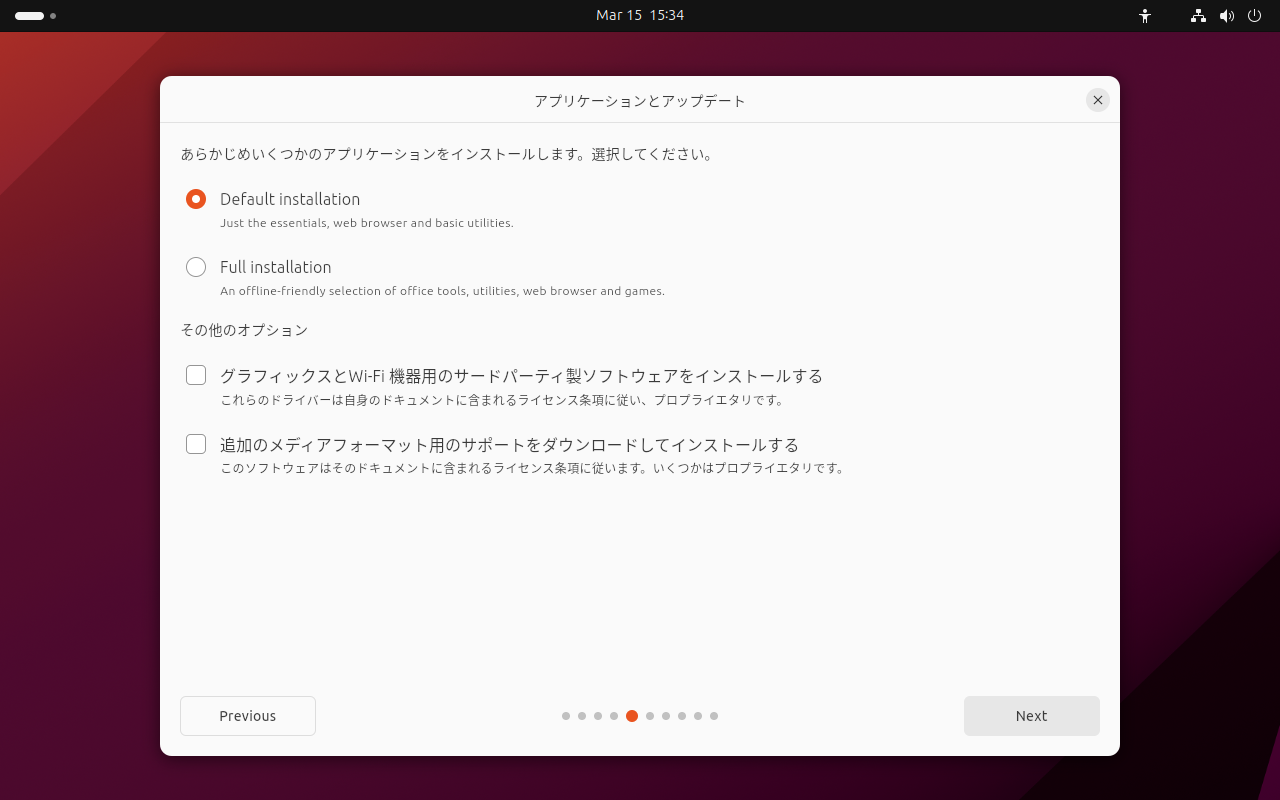 Mar 15 15:34
アプリケーションとアップデート
あらかじめいくつかのアプリケーションをインストールします。選択してください。
Default installation
Just the essentials, web browser and basic utilities.
Full installation
An offline-friendly selection of office tools, utilities, web browser and games.
その他のオプション
グラフィックスとWi-Fi 機器用のサードパーティ製ソフトウェアをインストールする
これらのドライバーは自身のドキュメントに含まれるライセンス条項に従い、プロプライエタリです。
追加のメディアフォーマット用のサポートをダウンロードしてインストールする
このソフトウェアはそのドキュメントに含まれるライセンス条項に従います。いくつかはプロプライエタリです。
Previous
Next